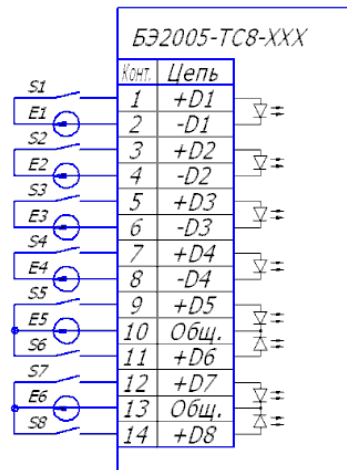 БЭ2005-ТС8-ХХХ
Конт. Цепь
S1 1 +D1
E1 2 -D1
S2 3 +D2
E2 4 -D2
S3 5 +D3
E3 6 -D3
S4 7 +D4
E4 8 -D4
S5 9 +D5
E5 10 Общ.
S6 11 +D6
S7 12 +D7
E6 13 Общ.
S8 14 +D8